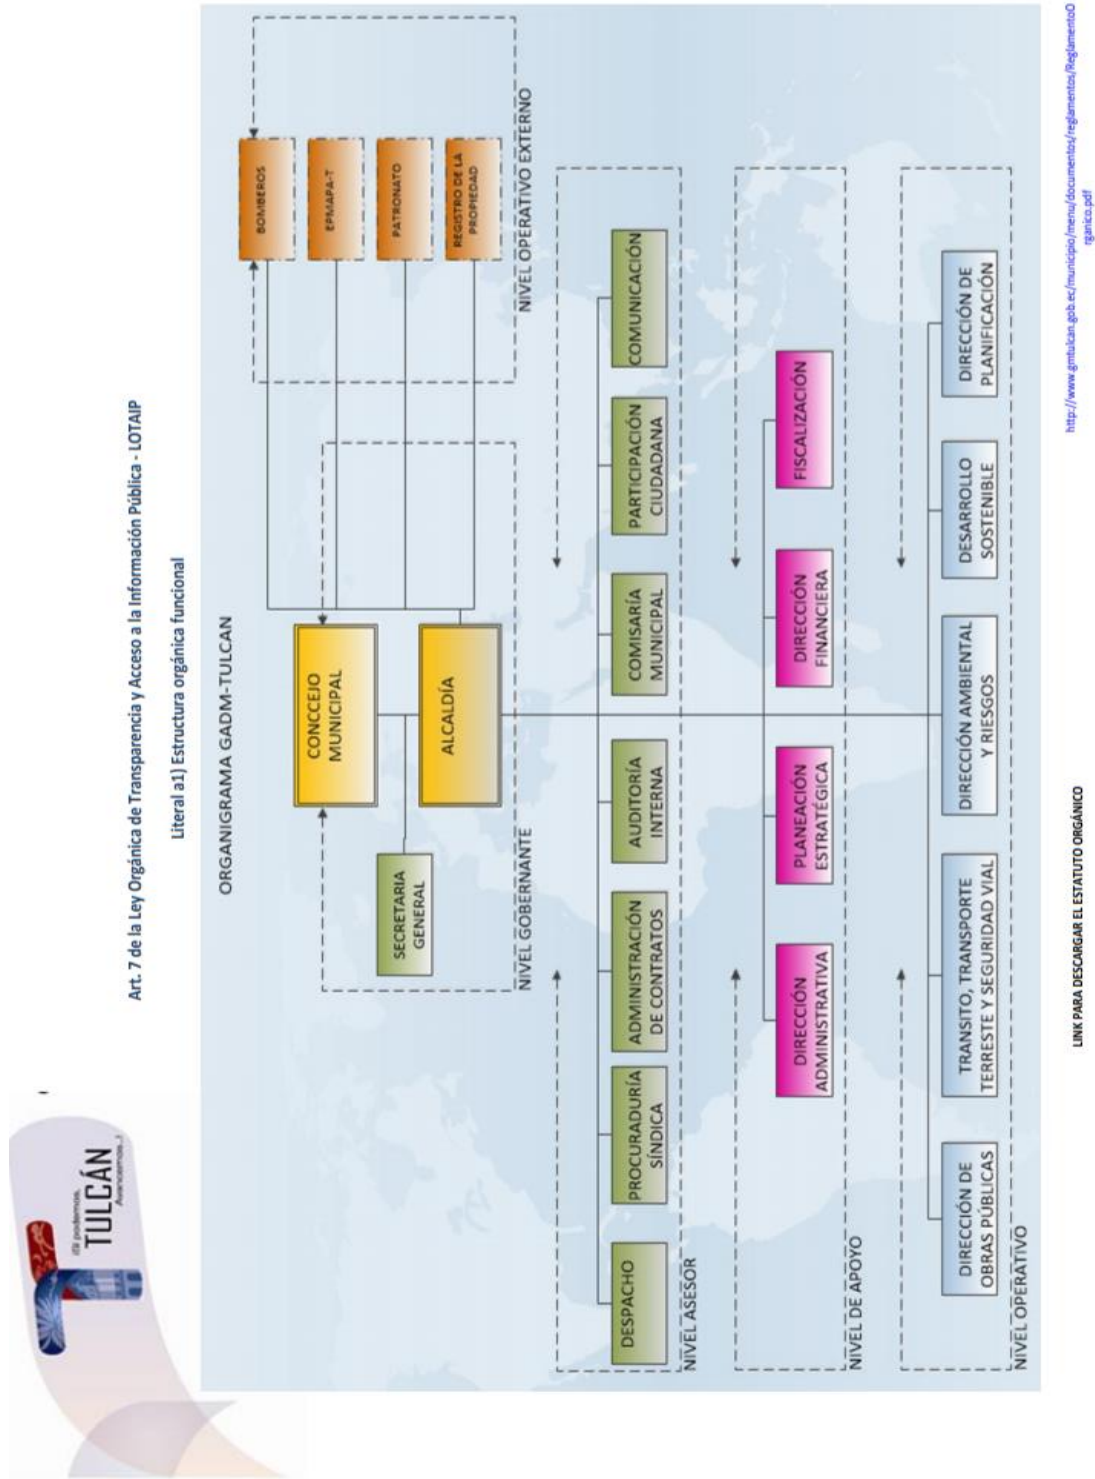 ¡Sí podemos,
TULCÁN
Avancemos...!
Art. 7 de la Ley Orgánica de Transparencia y Acceso a la Información Pública - LOTAIP
Literal a1) Estructura orgánica funcional
ORGANIGRAMA GADM-TULCAN
CONCCEJO
MUNICIPAL
SECRETARIA
GENERAL
ALCALDÍA
NIVEL GOBERNANTE
BOMBEROS
EPMAPA-T
PATRONATO
REGISTRO DE LA
PROPIEDAD
NIVEL OPERATIVO EXTERNO
DESPACHO
PROCURADURÍA
SÍNDICA
ADMINISTRACIÓN
DE CONTRATOS
AUDITORÍA
INTERNA
COMISARÍA
MUNICIPAL
PARTICIPACIÓN
CIUDADANA
COMUNICACIÓN
NIVEL ASESOR
DIRECCIÓN
ADMINISTRATIVA
PLANEACIÓN
ESTRATÉGICA
DIRECCIÓN
FINANCIERA
FISCALIZACIÓN
NIVEL DE APOYO
DIRECCIÓN DE
OBRAS PÚBLICAS
TRANSITO, TRANSPORTE
TERRESTE Y SEGURIDAD VIAL
DIRECCIÓN AMBIENTAL
Y RIESGOS
DESARROLLO
SOSTENIBLE
DIRECCIÓN DE
PLANIFICACIÓN
NIVEL OPERATIVO
LINK PARA DESCARGAR EL ESTATUTO ORGÁNICO
http://www.gmtulcan.gob.ec/municipio/menu/documentos/reglamentos/ReglamentoO
rganico.pdf